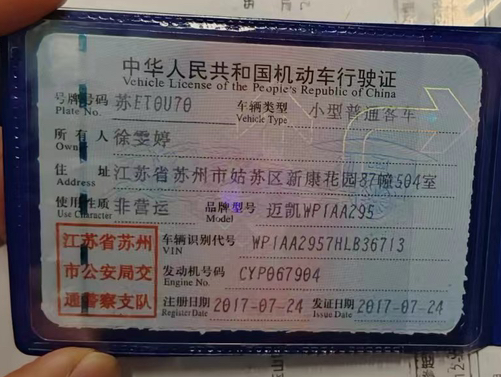 中华人民共和国机动车行驶证
Vehicle License of the People's Republic of China
号牌号码 苏ET0U70 车辆类型 小型普通客车
Plate No. Vehicle Type
所有人 徐雯婷
Owner
住址 江苏省苏州市姑苏区新康花园37幢504室
Address
使用性质 非营运 品牌型号 迈凯WP1AA295
Use Character Model
江苏省苏州
市公安局交
通警察支队
车辆识别代号 WP1AA2957HLB36713
VIN
发动机号码 CYP067904
Engine No.
注册日期 2017-07-24 发证日期 2017-07-24
Register Date Issue Date